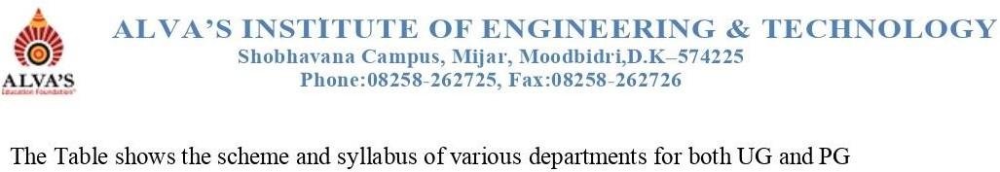 ALVA'S INSTITUTE OF ENGINEERING & TECHNOLOGY
Shobhavana Campus, Mijar, Moodbidri,D.K–574225
Phone:08258-262725, Fax:08258-262726
ALVA'S
Education Foundation®
The Table shows the scheme and syllabus of various departments for both UG and PG